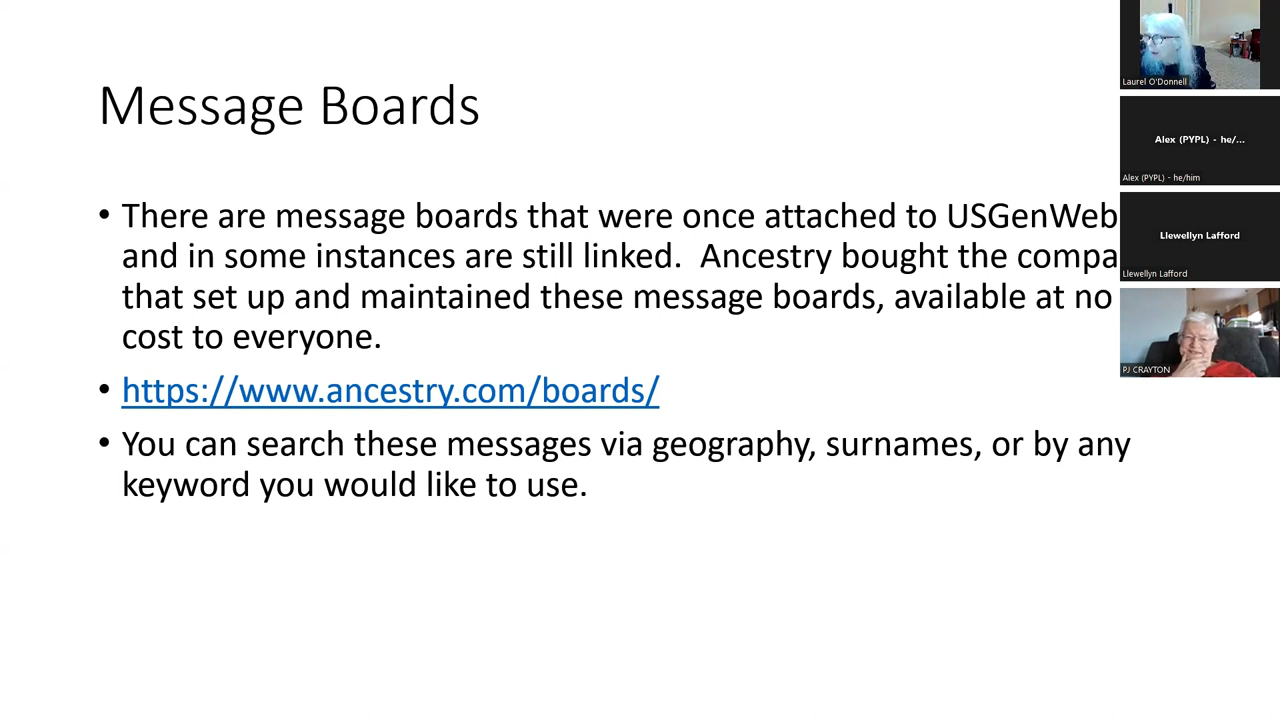 Message Boards
• There are message boards that were once attached to USGenWeb
and in some instances are still linked.  Ancestry bought the compa
that set up and maintained these message boards, available at no
cost to everyone.
• https://www.ancestry.com/boards/
• You can search these messages via geography, surnames, or by any
keyword you would like to use.
Laurel O'Donnell
Alex (PYPL) - he/...
Alex (PYPL) - he/him
Llewellyn Lafford
Llewellyn Lafford
PJ CRAYTON